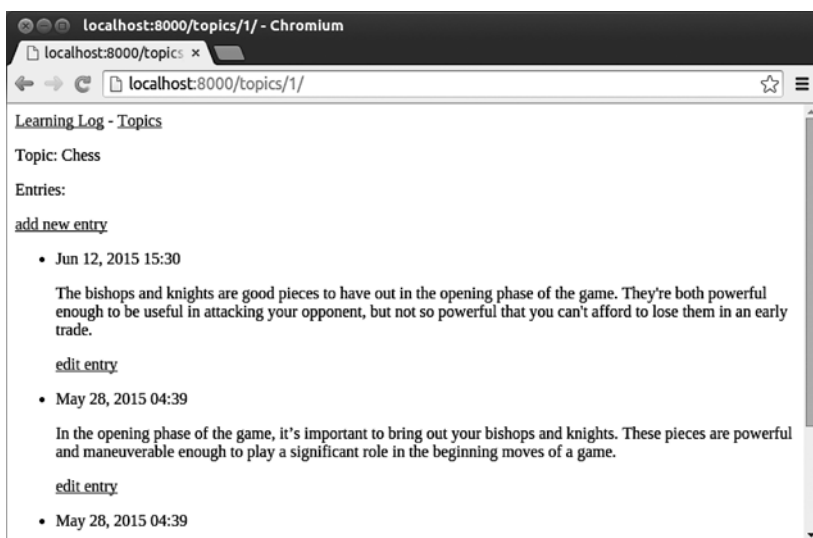 localhost:8000/topics/1/ - Chromium
localhost:8000/topics
localhost:8000/topics/1/
Learning Log - Topics
Topic: Chess
Entries:
add new entry
• Jun 12, 2015 15:30
The bishops and knights are good pieces to have out in the opening phase of the game. They're both powerful
enough to be useful in attacking your opponent, but not so powerful that you can't afford to lose them in an early
trade.
edit entry
• May 28, 2015 04:39
In the opening phase of the game, it’s important to bring out your bishops and knights. These pieces are powerful
and maneuverable enough to play a significant role in the beginning moves of a game.
edit entry
• May 28, 2015 04:39